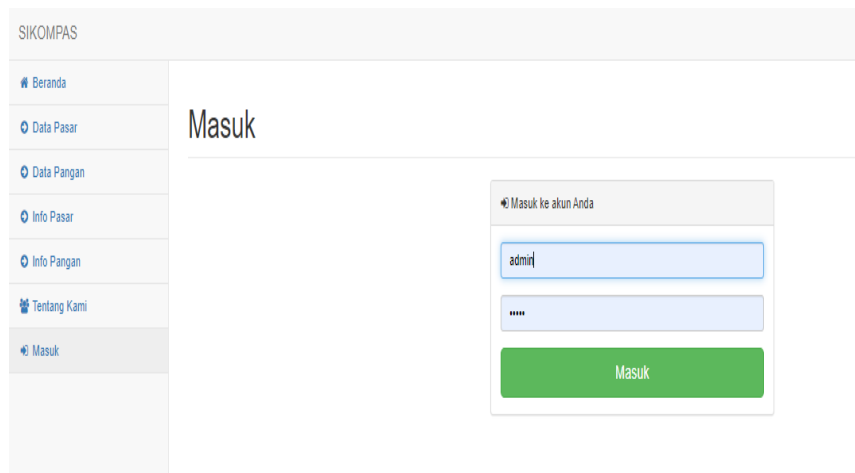 SIKOMPAS
Beranda
Data Pasar
Data Pangan
Info Pasar
Info Pangan
Tentang Kami
Masuk
Masuk
Masuk ke akun Anda
admin
•••••
Masuk